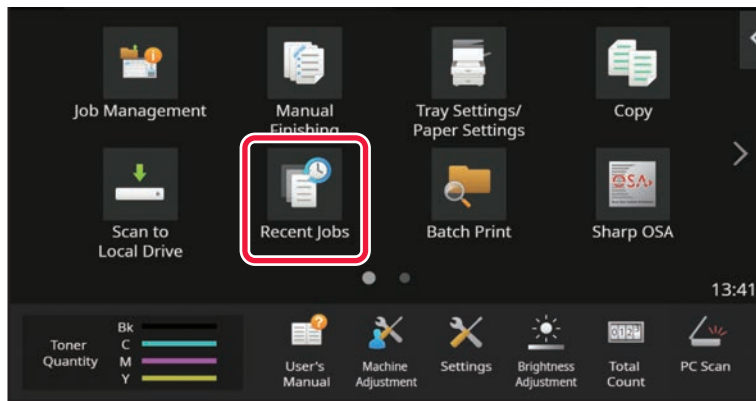 Job Management
Manual
Finishing
Tray Settings/
Paper Settings
Copy
Scan to
Local Drive
Recent Jobs
Batch Print
Sharp OSA
13:41
Toner
Quantity
Bk
C
M
Y
User's
Manual
Machine
Adjustment
Settings
Brightness
Adjustment
Total
Count
PC Scan